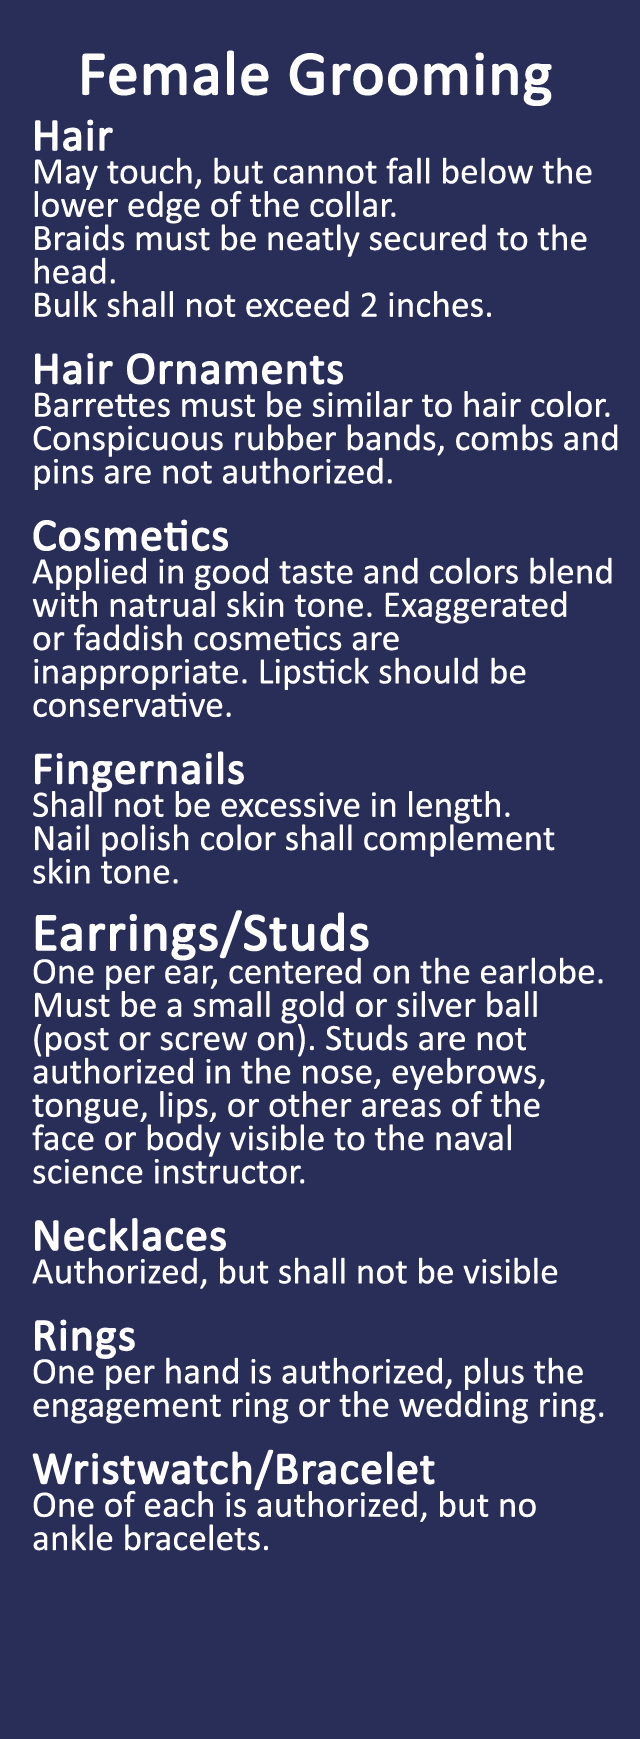 Female Grooming
Hair
May touch, but cannot fall below the
lower edge of the collar.
Braids must be neatly secured to the
head.
Bulk shall not exceed 2 inches.
Hair Ornaments
Barrettes must be similar to hair color.
Conspicuous rubber bands, combs and
pins are not authorized.
Cosmetics
Applied in good taste and colors blend
with natrual skin tone. Exaggerated
or faddish cosmetics are
inappropriate. Lipstick should be
conservative.
Fingernails
Shall not be excessive in length.
Nail polish color shall complement
skin tone.
Earrings/Studs
One per ear, centered on the earlobe.
Must be a small gold or silver ball
(post or screw on). Studs are not
authorized in the nose, eyebrows,
tongue, lips, or other areas of the
face or body visible to the naval
science instructor.
Necklaces
Authorized, but shall not be visible
Rings
One per hand is authorized, plus the
engagement ring or the wedding ring.
Wristwatch/Bracelet
One of each is authorized, but no
ankle bracelets.